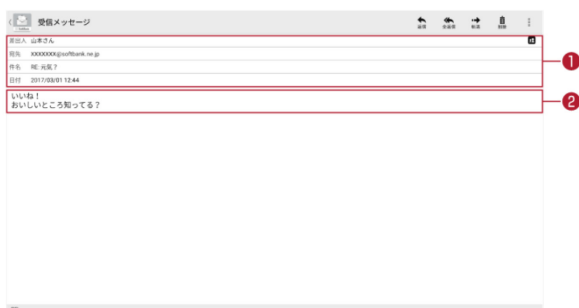 受信メッセージ
返信
全返信
転送
削除
差出人 山本さん
宛先 XXXXXXXX@softbank.ne.jp
件名 RE: 元気？
日付 2017/03/01 12:44
❶
いいね！
おいしいところ知ってる？
❷